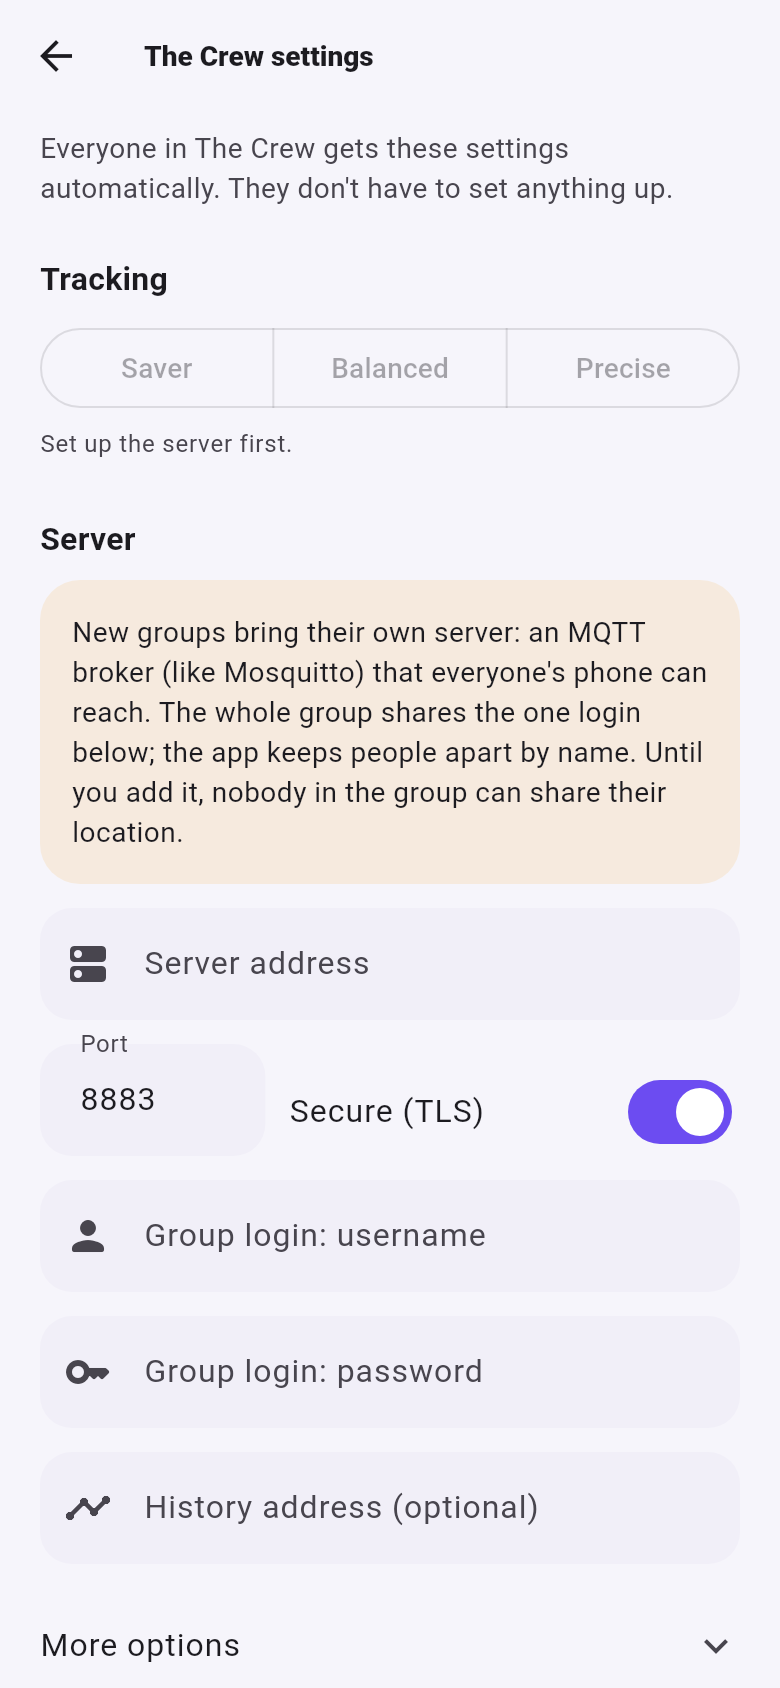 The Crew settings
Everyone in The Crew gets these settings
automatically. They don't have to set anything up.
Tracking
Saver
Balanced
Precise
Set up the server first.
Server
New groups bring their own server: an MQTT
broker (like Mosquitto) that everyone's phone can
reach. The whole group shares the one login
below; the app keeps people apart by name. Until
you add it, nobody in the group can share their
location.
Server address
Port
8883
Secure (TLS)
Group login: username
Group login: password
History address (optional)
More options